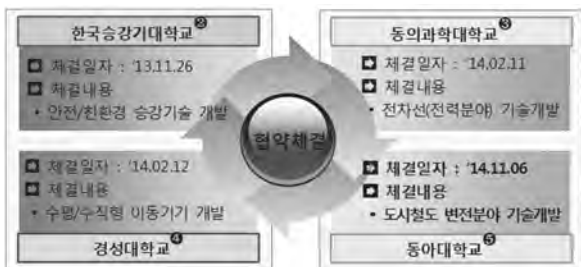 한국승강기대학교❷
체결일자 : '13.11.26
체결내용
• 안전/친환경 승강기술 개발
동의과학대학교❸
체결일자 : '14.02.11
체결내용
• 전차선(전력분야) 기술개발
협약체결
체결일자 : '14.02.12
체결내용
• 수평/수직형 이동기기 개발
경성대학교❹
체결일자 : '14.11.06
체결내용
• 도시철도 변전분야 기술개발
동아대학교❺